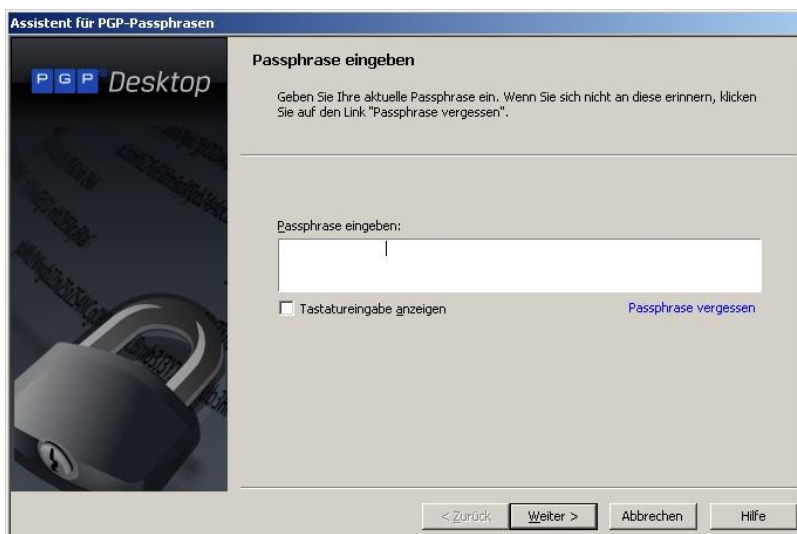 Assistent für PGP-Passphrasen
PGP® Desktop
Passphrase eingeben
Geben Sie Ihre aktuelle Passphrase ein. Wenn Sie sich nicht an diese erinnern, klicken
Sie auf den Link "Passphrase vergessen".
Passphrase eingeben:
Tastatureingabe anzeigen
Passphrase vergessen
< Zurück
Weiter >
Abbrechen
Hilfe